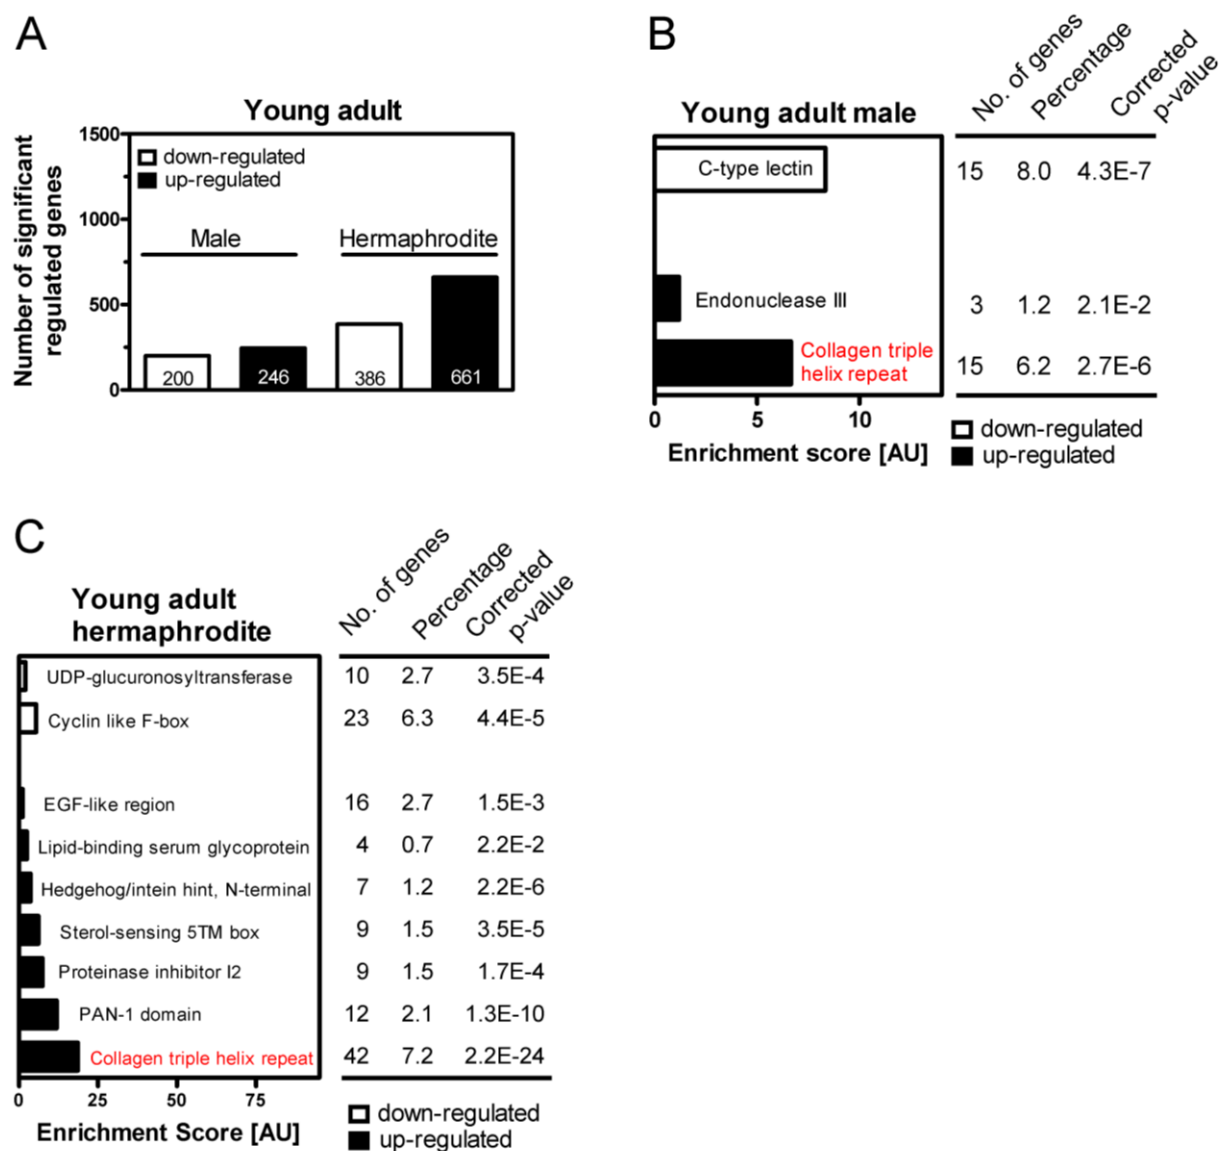 A
Young adult
Number of significant
regulated genes
1500
1000
500
0
down-regulated
up-regulated
Male
Hermaphrodite
200
246
386
661
B
Young adult male
No. of genes
Percentage
Corrected
p-value
C-type lectin
15 8.0 4.3E-7
Endonuclease III
3 1.2 2.1E-2
Collagen triple
helix repeat
15 6.2 2.7E-6
0 5 10
Enrichment score [AU]
down-regulated
up-regulated
C
Young adult
hermaphrodite
No. of genes
Percentage
Corrected
p-value
UDP-glucuronosyltransferase 10 2.7 3.5E-4
Cyclin like F-box 23 6.3 4.4E-5
EGF-like region 16 2.7 1.5E-3
Lipid-binding serum glycoprotein 4 0.7 2.2E-2
Hedgehog/intein hint, N-terminal 7 1.2 2.2E-6
Sterol-sensing 5TM box 9 1.5 3.5E-5
Proteinase inhibitor I2 9 1.5 1.7E-4
PAN-1 domain 12 2.1 1.3E-10
Collagen triple helix repeat 42 7.2 2.2E-24
0 25 50 75
Enrichment Score [AU]
down-regulated
up-regulated